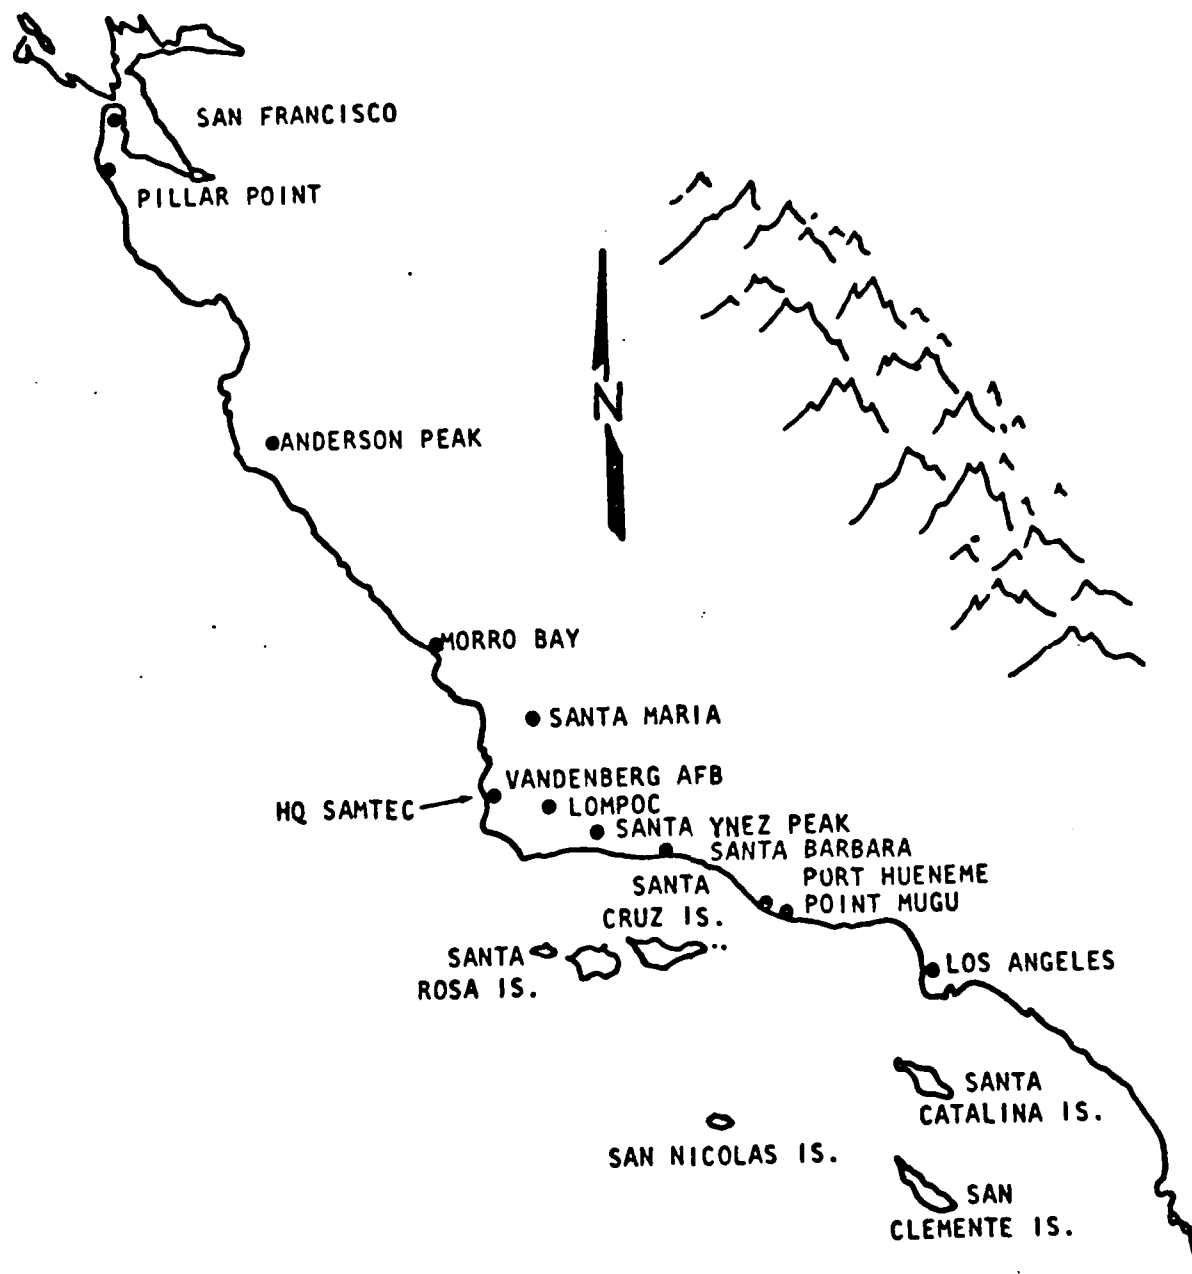 SAN FRANCISCO
PILLAR POINT
N
ANDERSON PEAK
MORRO BAY
SANTA MARIA
VANDENBERG AFB
HQ SAMTEC
LOMPOC
SANTA YNEZ PEAK
SANTA BARBARA
PORT HUENEME
POINT MUGU
SANTA
CRUZ IS.
SANTA
ROSA IS.
LOS ANGELES
SANTA
CATALINA IS.
SAN NICOLAS IS.
SAN
CLEMENTE IS.